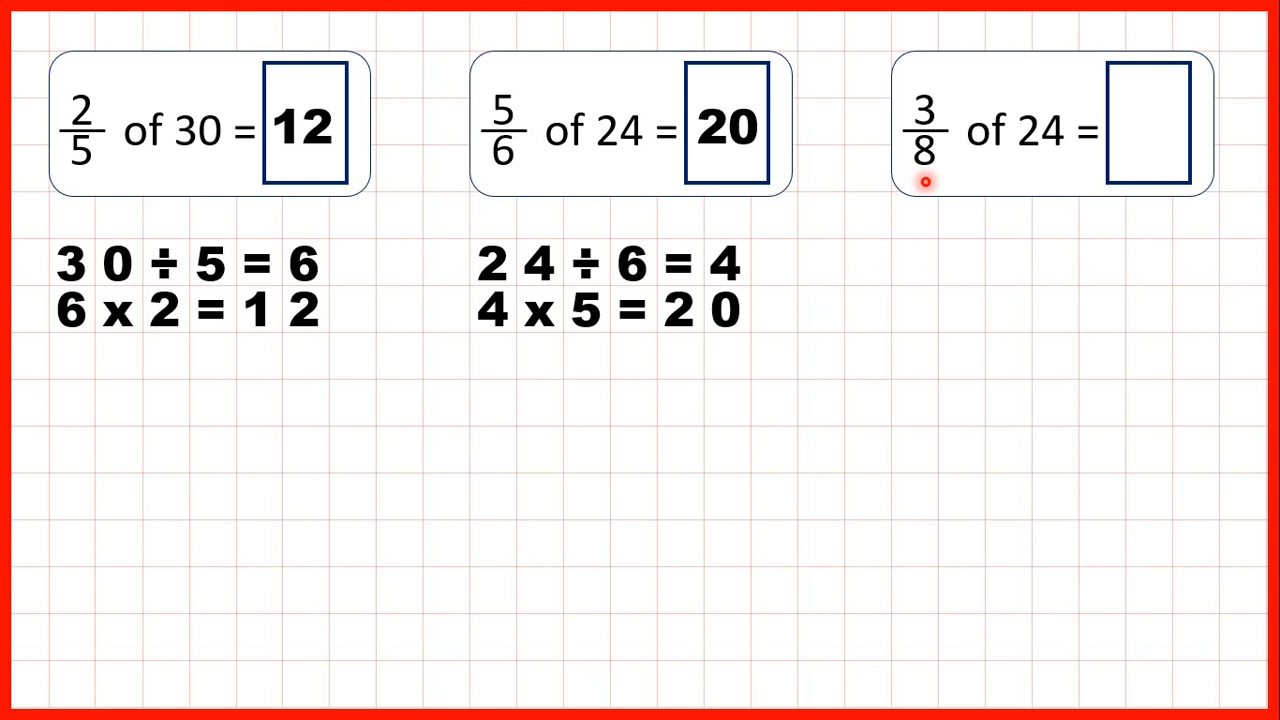 2/5 of 30 = 12
5/6 of 24 = 20
3/8 of 24 =
30 ÷ 5 = 6
6 x 2 = 12
24 ÷ 6 = 4
4 x 5 = 20